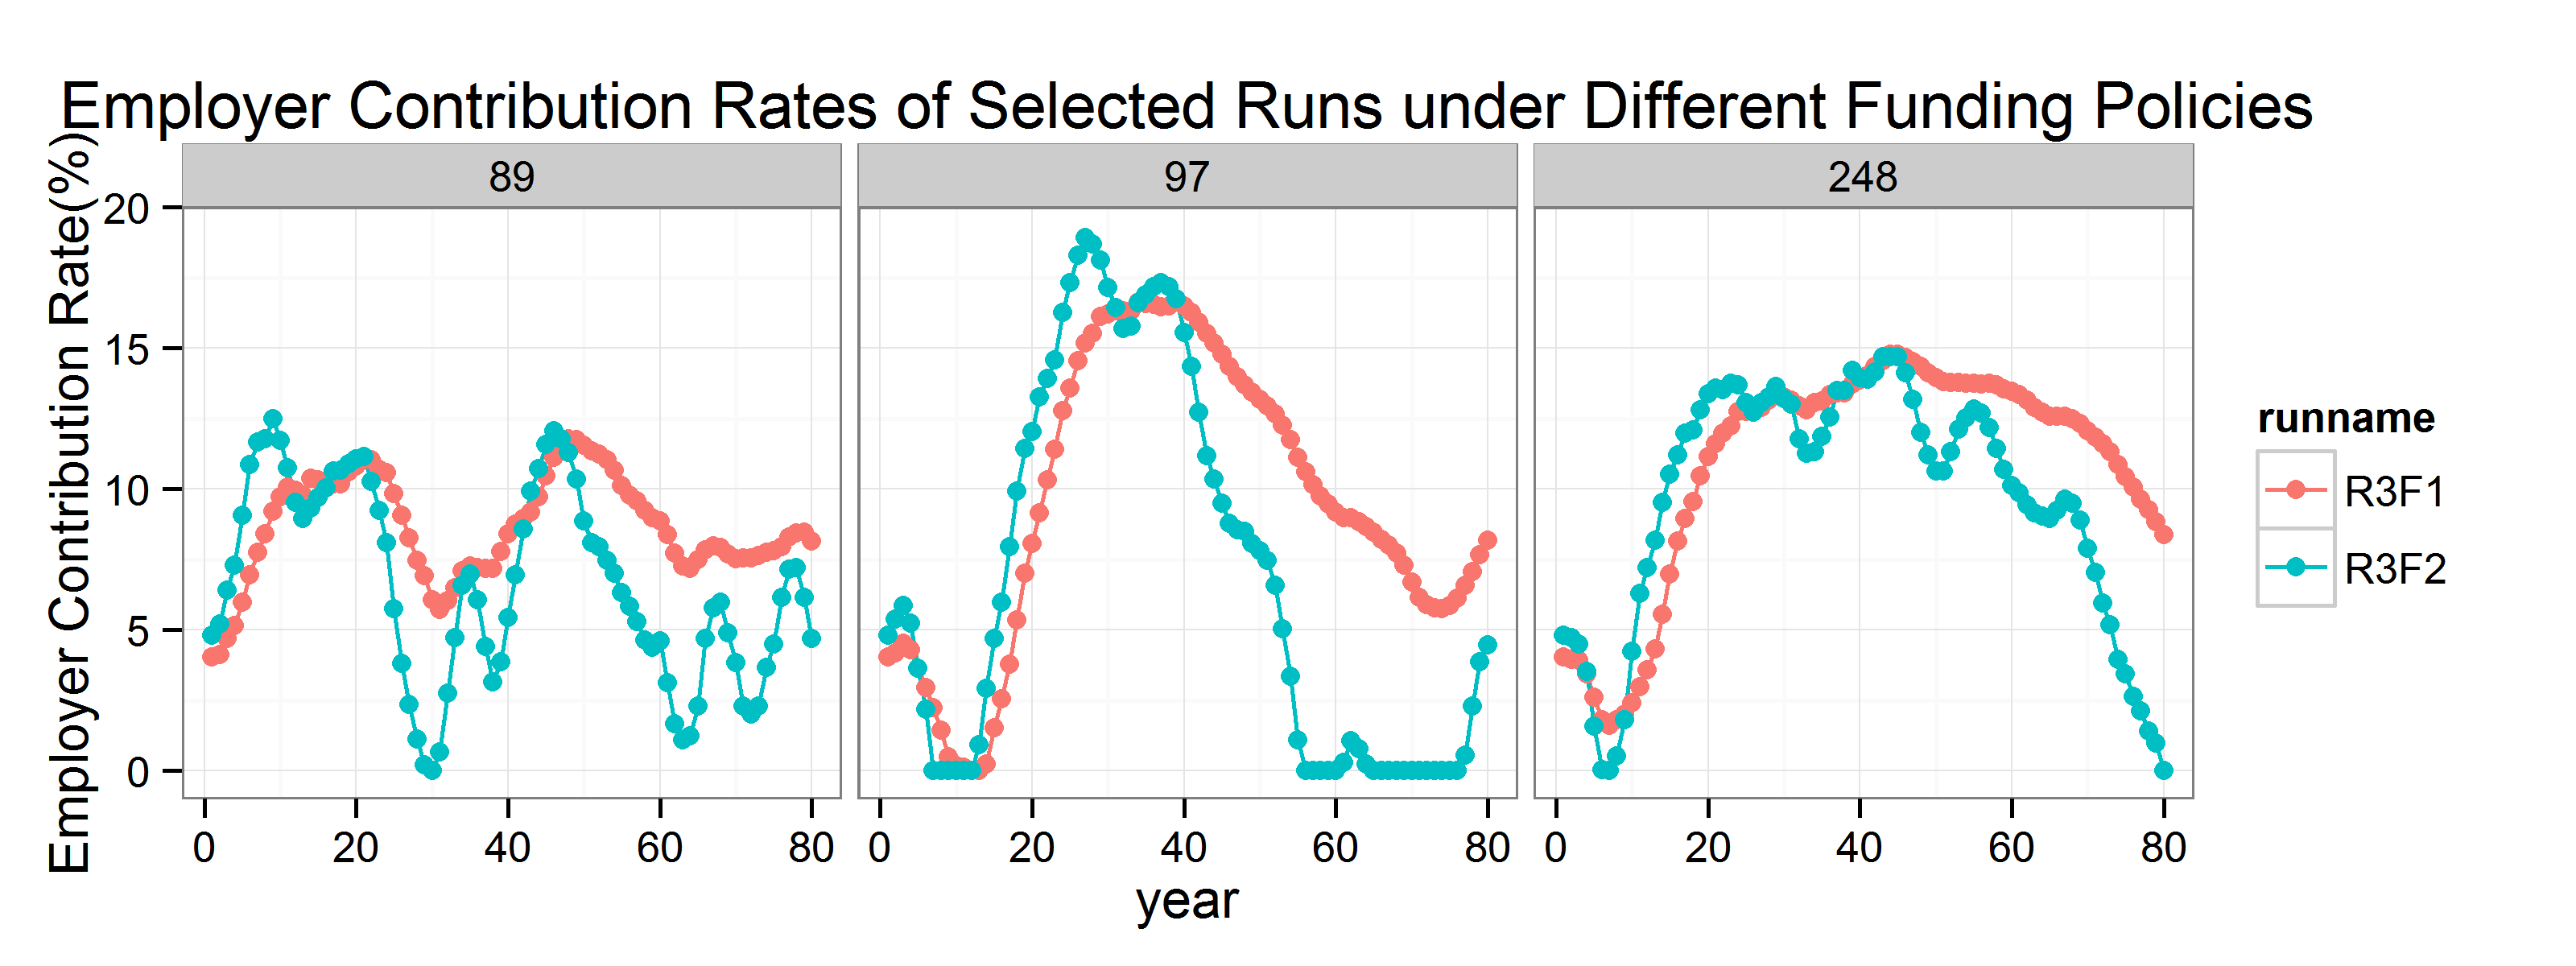 Employer Contribution Rates of Selected Runs under Different Funding Policies
89 97 248
Employer Contribution Rate(%)
20
15
10
5
0
0 20 40 60 80 0 20 40 60 80 0 20 40 60 80
year
runname
R3F1
R3F2